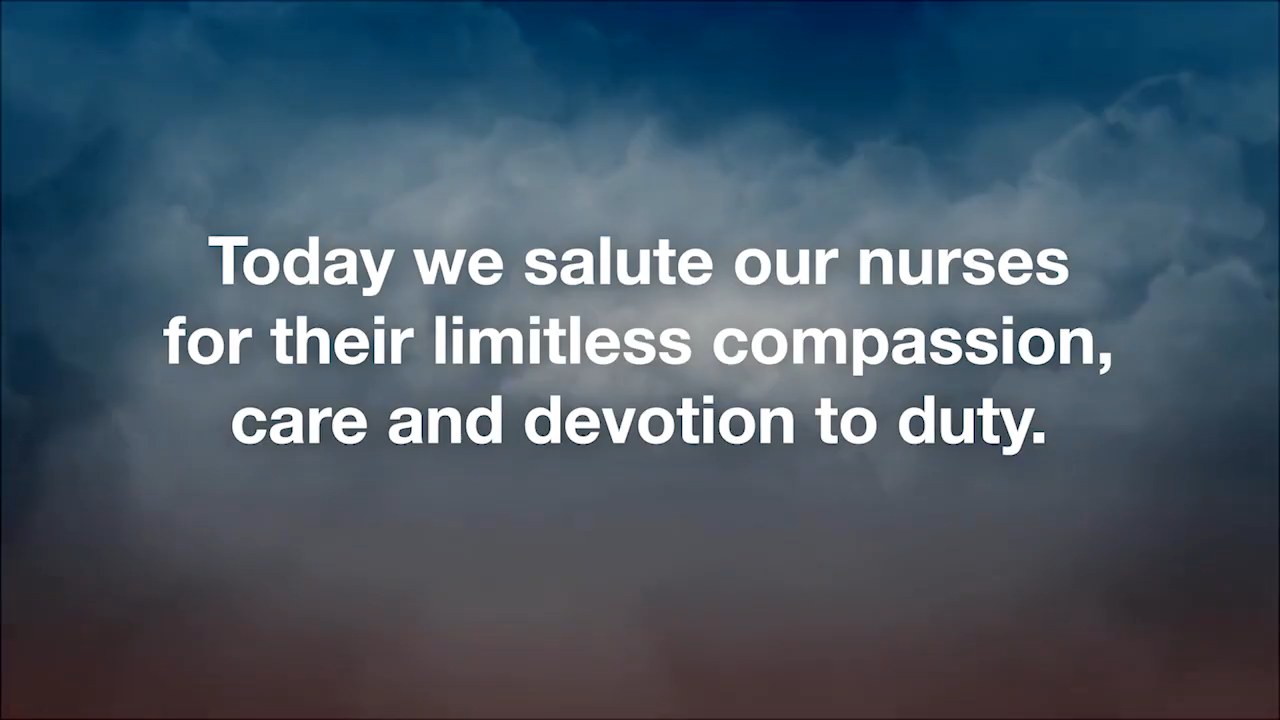 Today we salute our nurses
for their limitless compassion,
care and devotion to duty.